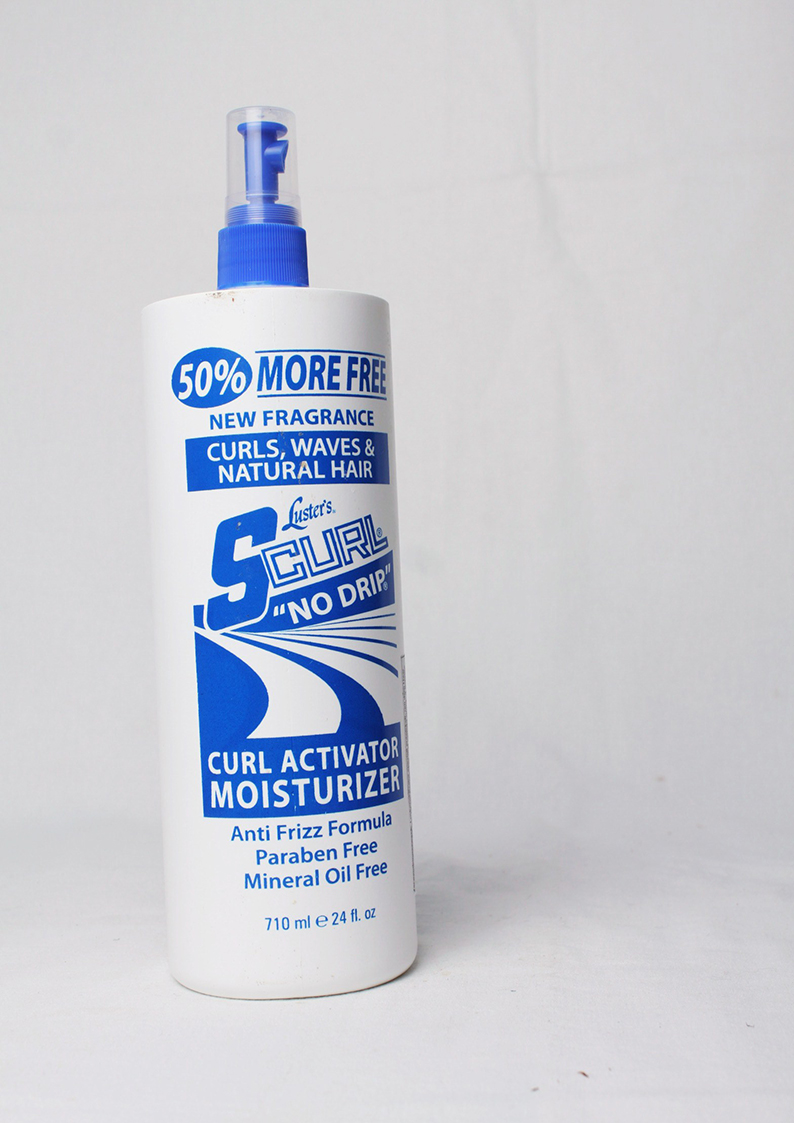 50% MORE FREE
NEW FRAGRANCE
CURLS, WAVES &
NATURAL HAIR
Luster's®
SCURL®
"NO DRIP"®
CURL ACTIVATOR
MOISTURIZER
Anti Frizz Formula
Paraben Free
Mineral Oil Free
710 ml ℮ 24 fl. oz